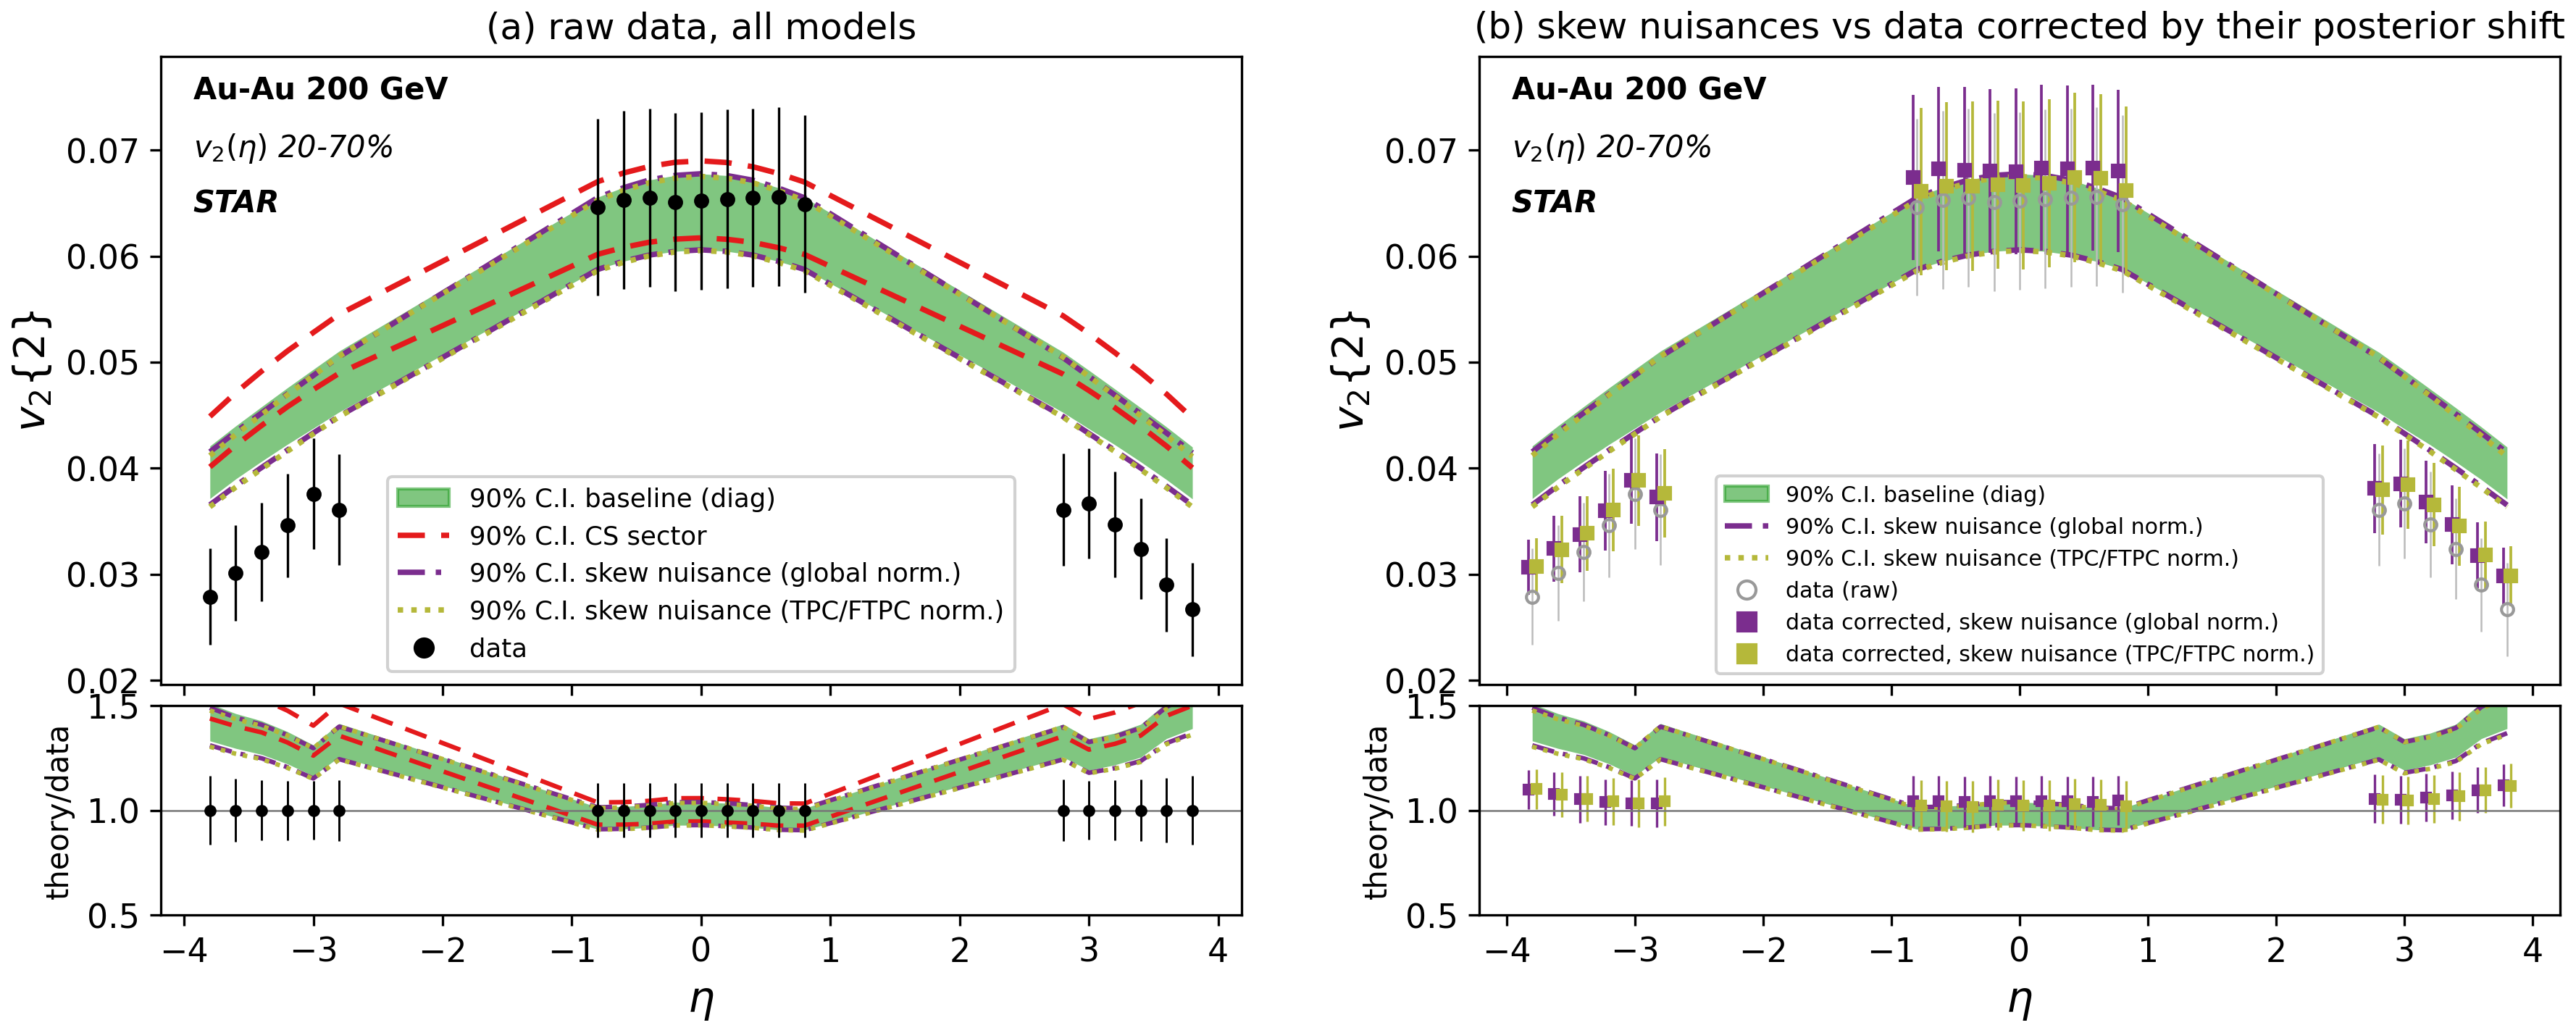 (a) raw data, all models
Au-Au 200 GeV
v₂(η) 20-70%
STAR
v₂{2}
0.07
0.06
0.05
0.04
0.03
0.02
90% C.I. baseline (diag)
90% C.I. CS sector
90% C.I. skew nuisance (global norm.)
90% C.I. skew nuisance (TPC/FTPC norm.)
data
theory/data
1.5
1.0
0.5
−4 −3 −2 −1 0 1 2 3 4
η
(b) skew nuisances vs data corrected by their posterior shift
Au-Au 200 GeV
v₂(η) 20-70%
STAR
v₂{2}
0.07
0.06
0.05
0.04
0.03
0.02
90% C.I. baseline (diag)
90% C.I. skew nuisance (global norm.)
90% C.I. skew nuisance (TPC/FTPC norm.)
data (raw)
data corrected, skew nuisance (global norm.)
data corrected, skew nuisance (TPC/FTPC norm.)
theory/data
1.5
1.0
0.5
−4 −3 −2 −1 0 1 2 3 4
η